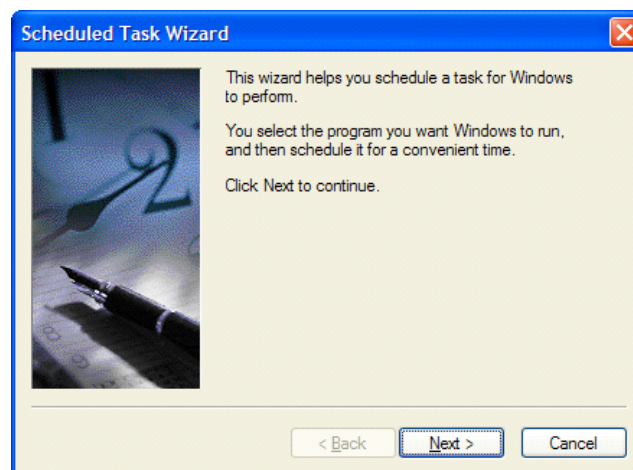 Scheduled Task Wizard
This wizard helps you schedule a task for Windows
to perform.
You select the program you want Windows to run,
and then schedule it for a convenient time.
Click Next to continue.
2
< Back
Next >
Cancel